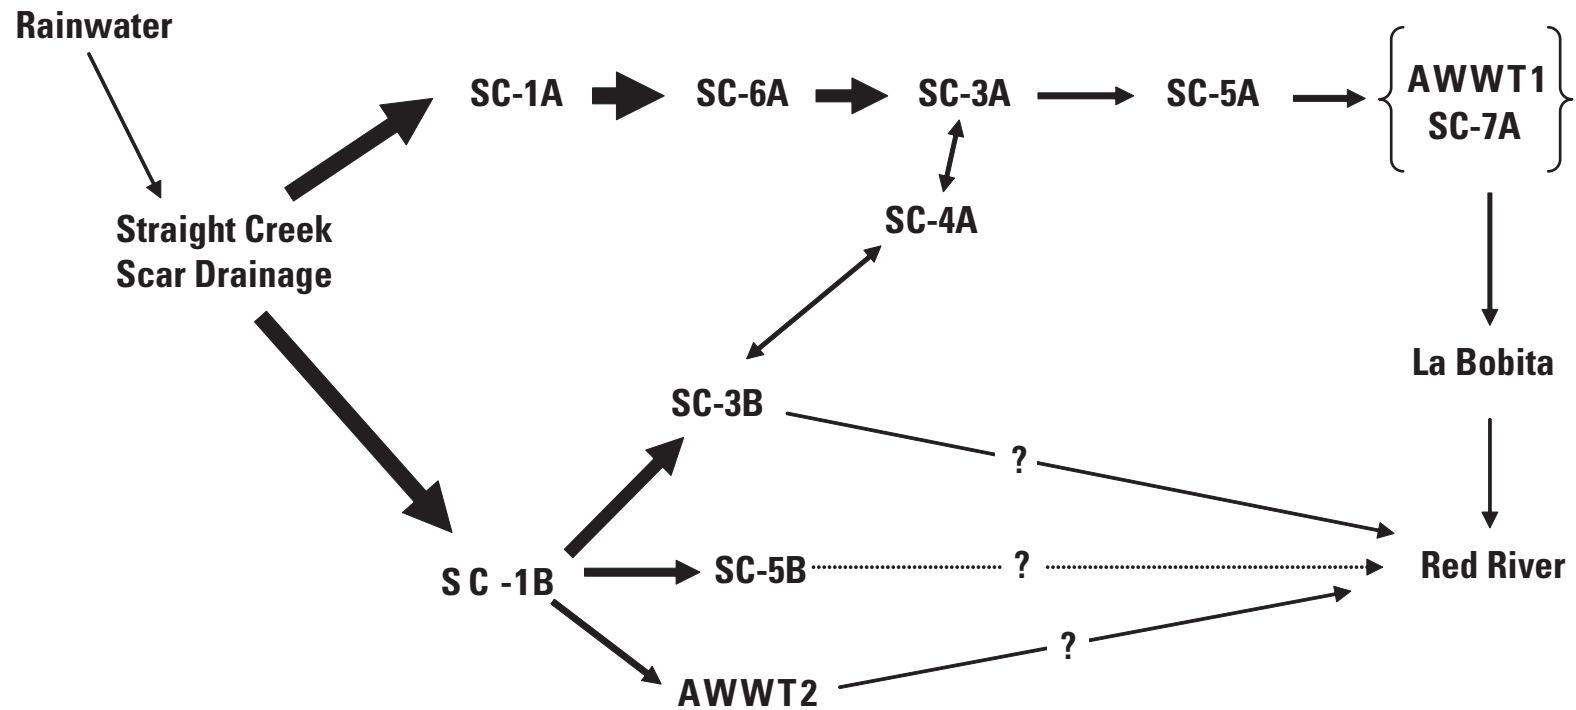 Rainwater
SC-1A
SC-6A
SC-3A
SC-5A
AWWT1
SC-7A
Straight Creek
Scar Drainage
SC-4A
La Bobita
SC-3B
?
SC-1B
SC-5B
?
Red River
?
AWWT2